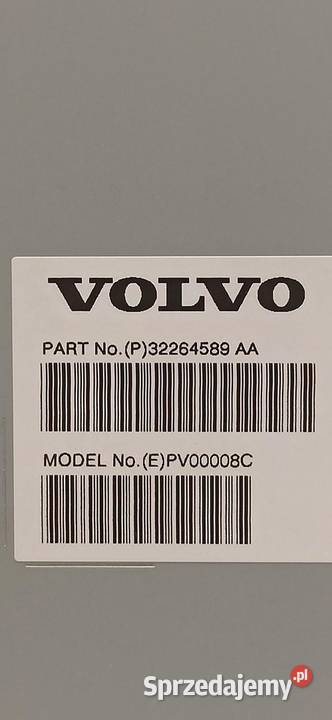 VOLVO
PART No.(P)32264589 AA
MODEL No.(E)PV00008C
Sprzedajemy.pl